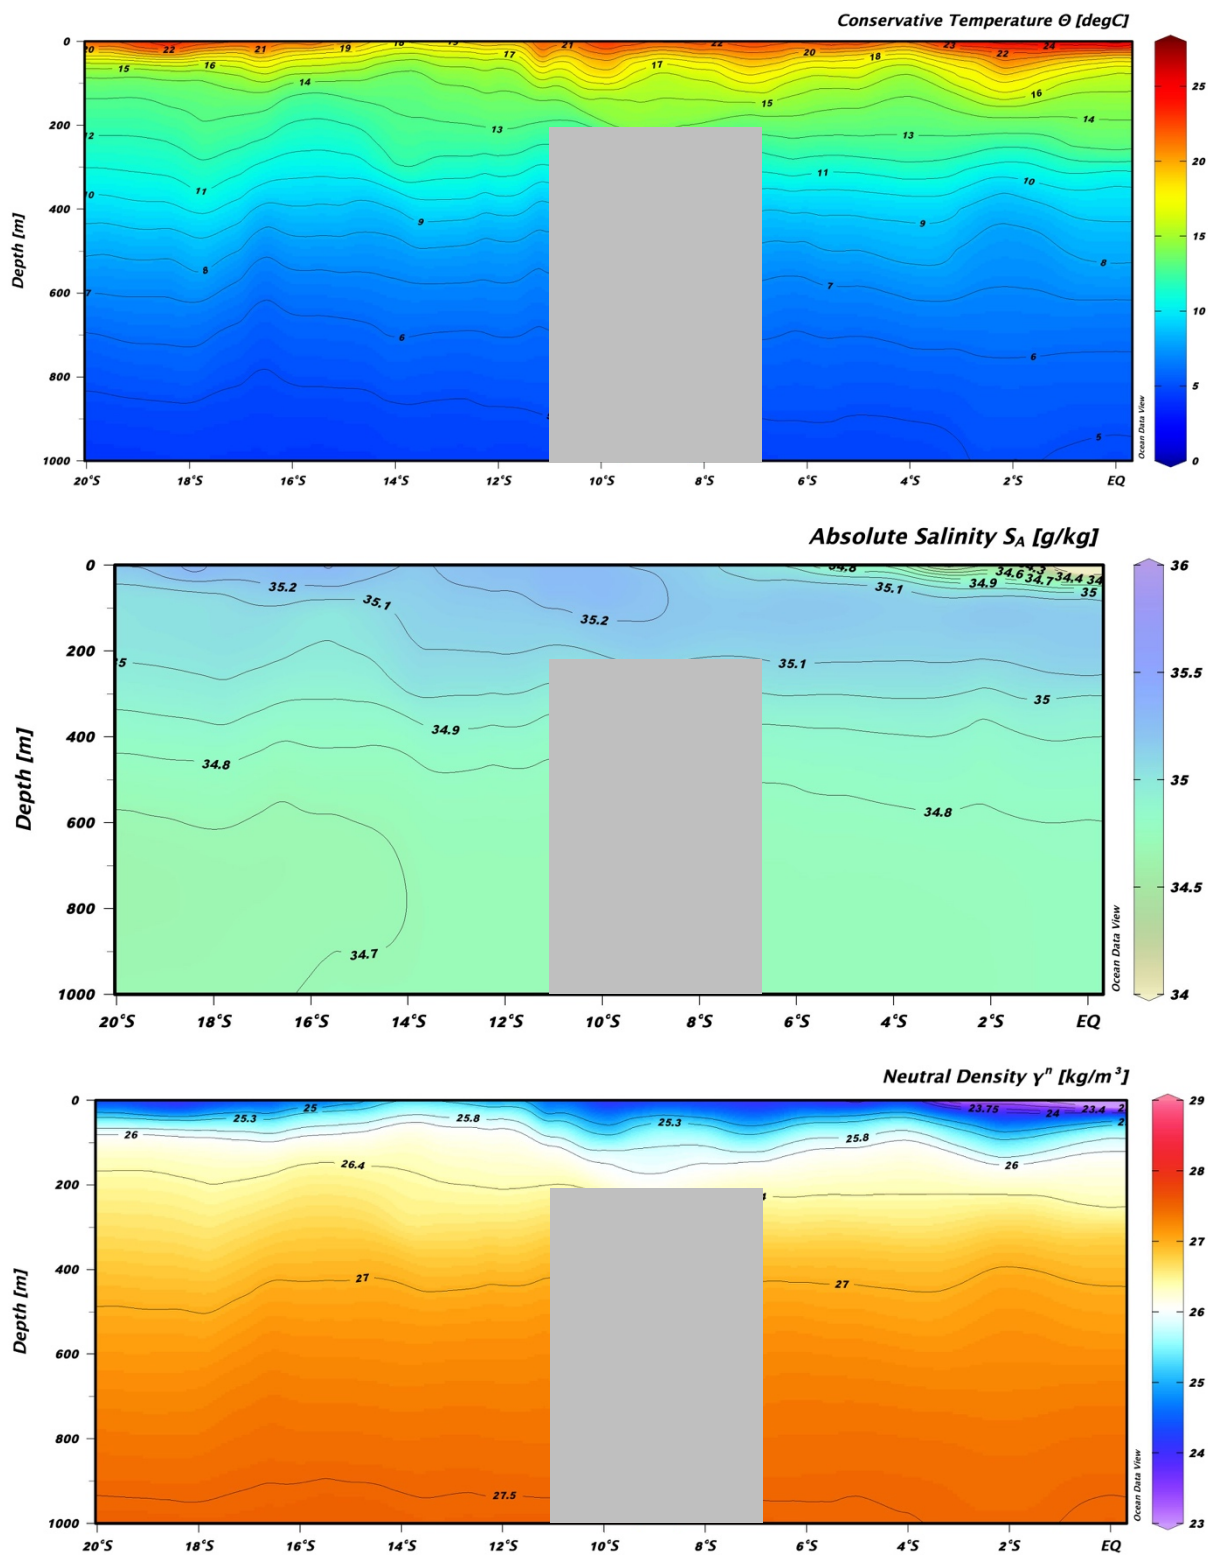 Conservative Temperature Θ [degC]
0
20
22
21
19
18
17
21
22
20
18
23
22
24
25
15
16
14
17
15
16
14
200
12
13
13
20
11
11
10
10
400
9
9
15
Depth [m]
8
8
600
7
7
10
6
6
800
5
5
1000
0
20°S
18°S
16°S
14°S
12°S
10°S
8°S
6°S
4°S
2°S
EQ
Ocean Data View
Absolute Salinity S_A [g/kg]
0
34.8
34.6
34.7
34.4
34
36
35.2
35.1
35.2
35.1
34.9
35
200
35.1
35.5
35
34.9
400
34.8
35
Depth [m]
600
34.8
34.5
800
34.7
1000
34
20°S
18°S
16°S
14°S
12°S
10°S
8°S
6°S
4°S
2°S
EQ
Ocean Data View
Neutral Density γⁿ [kg/m³]
0
25.3
25
25.8
25.3
25.8
23.75
24
23.4
29
26
26
26.4
28
200
27
27
27
400
Depth [m]
26
600
25
800
24
27.5
1000
23
20°S
18°S
16°S
14°S
12°S
10°S
8°S
6°S
4°S
2°S
EQ
Ocean Data View